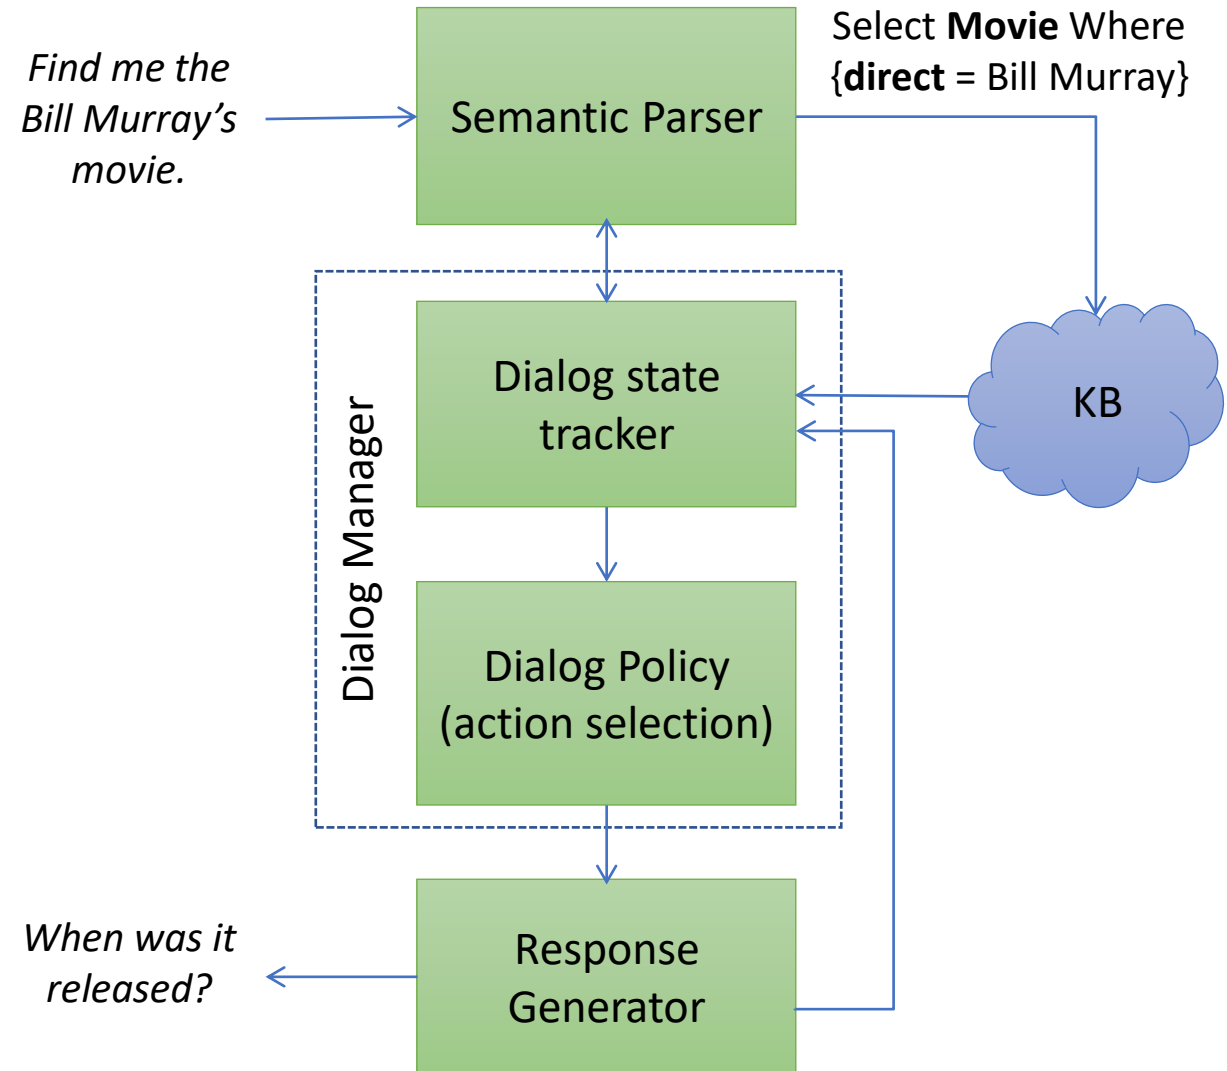 Find me the
Bill Murray’s
movie.
Semantic Parser
Select Movie Where
{direct = Bill Murray}
Dialog Manager
Dialog state
tracker
KB
Dialog Policy
(action selection)
When was it
released?
Response
Generator